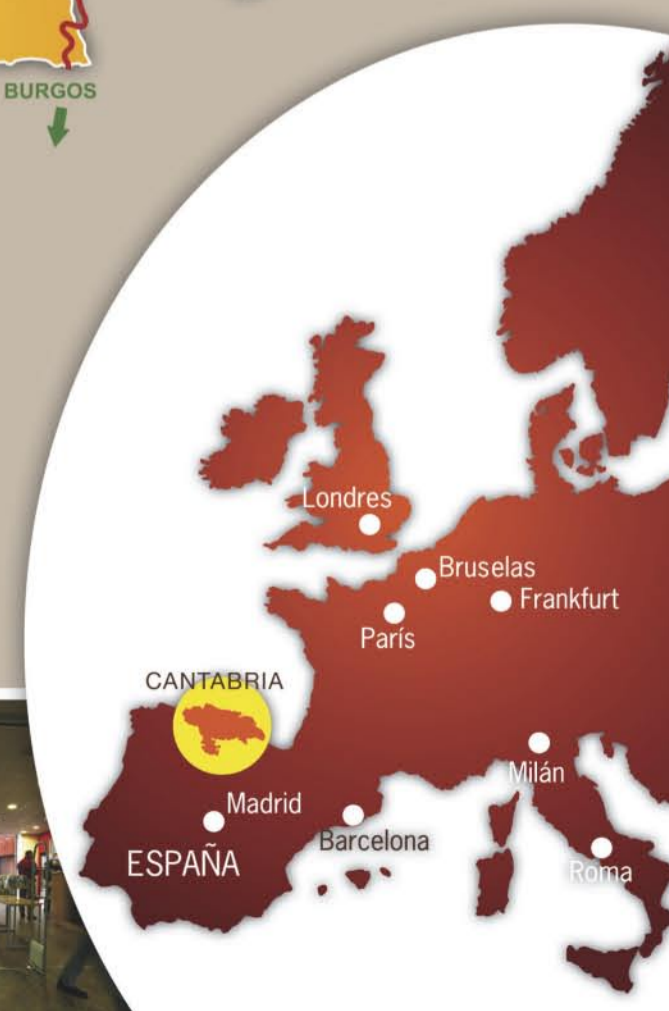 BURGOS
Londres
Bruselas
Frankfurt
París
CANTABRIA
Milán
Madrid
Barcelona
ESPAÑA
Roma